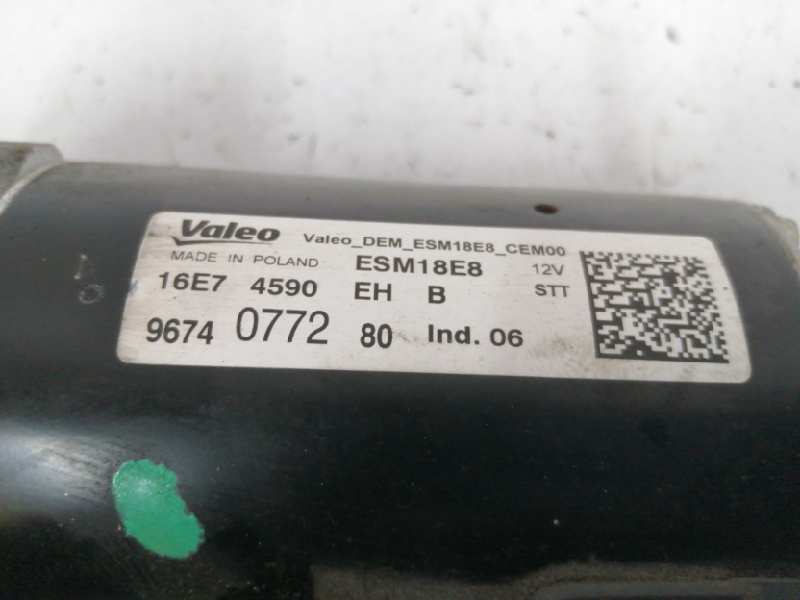 Valeo Valeo_DEM_ESM18E8_CEM00
MADE IN POLAND ESM18E8 12V
16E7 4590 EH B STT
9674 0772 80 Ind. 06